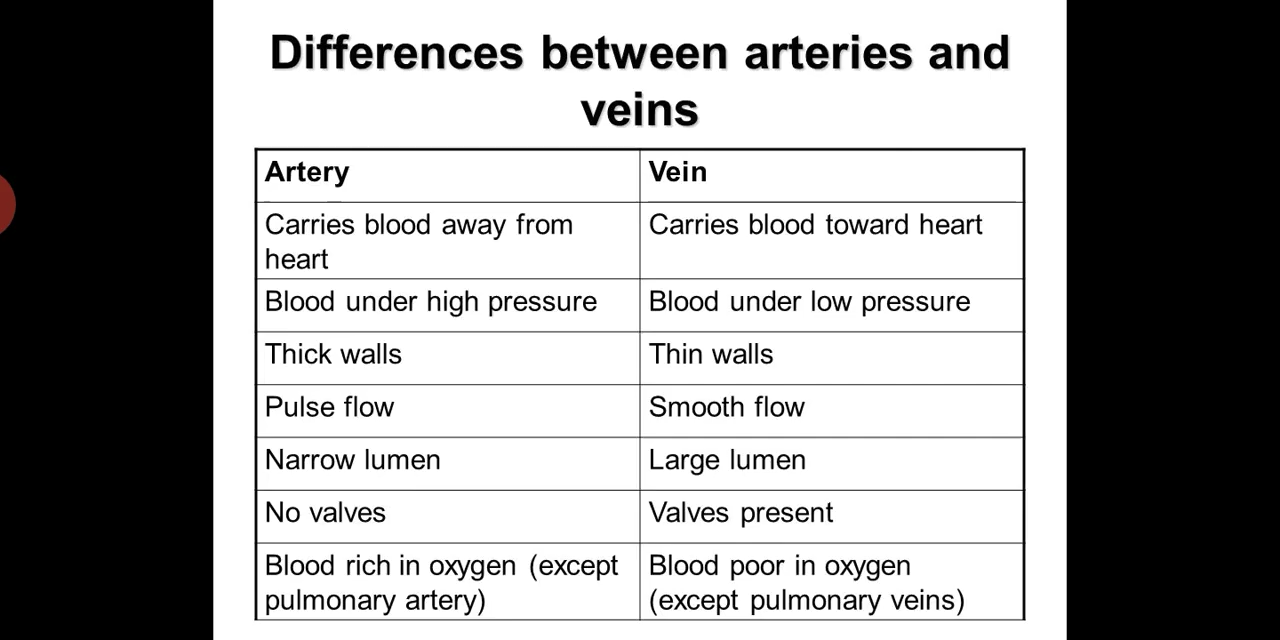 Differences between arteries and
veins
Artery
Vein
Carries blood away from
heart
Carries blood toward heart
Blood under high pressure
Blood under low pressure
Thick walls
Thin walls
Pulse flow
Smooth flow
Narrow lumen
Large lumen
No valves
Valves present
Blood rich in oxygen (except
pulmonary artery)
Blood poor in oxygen
(except pulmonary veins)